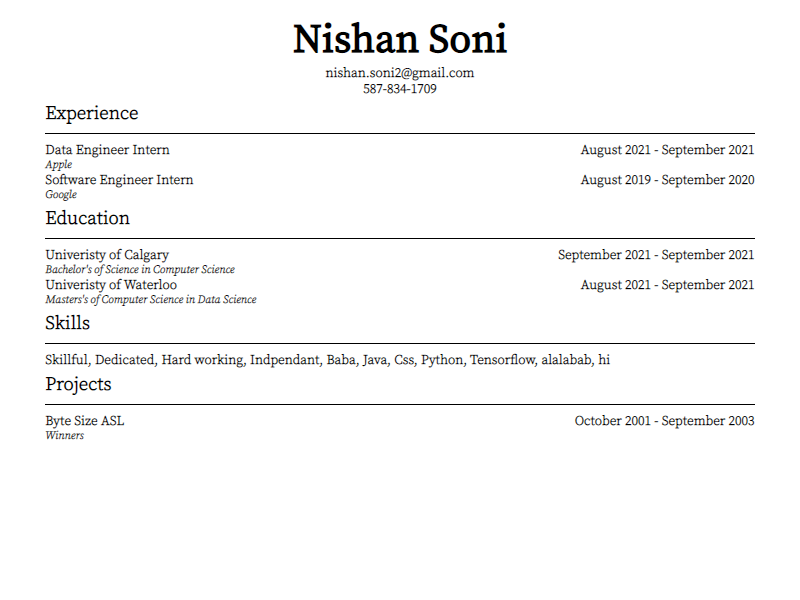 Nishan Soni
nishan.soni2@gmail.com
587-834-1709
Experience
Data Engineer Intern August 2021 - September 2021
Apple
Software Engineer Intern August 2019 - September 2020
Google
Education
Univeristy of Calgary September 2021 - September 2021
Bachelor's of Science in Computer Science
Univeristy of Waterloo August 2021 - September 2021
Masters's of Computer Science in Data Science
Skills
Skillful, Dedicated, Hard working, Indpendant, Baba, Java, Css, Python, Tensorflow, alalabab, hi
Projects
Byte Size ASL October 2001 - September 2003
Winners